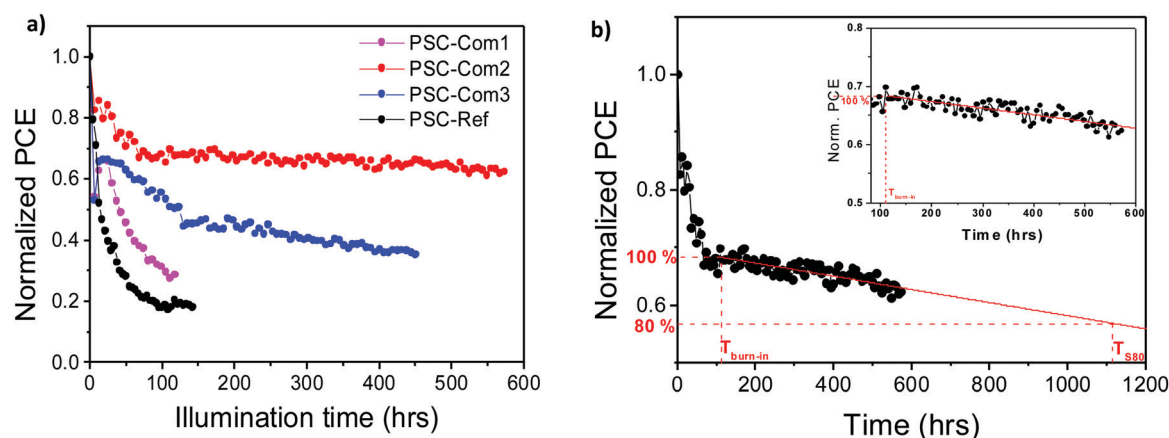 a)
PSC-Com1
PSC-Com2
PSC-Com3
PSC-Ref
1.0
0.8
0.6
0.4
0.2
0.0
Normalized PCE
0 100 200 300 400 500 600
Illumination time (hrs)
b)
1.0
0.8
0.6
Normalized PCE
100 %
80 %
T burn-in
T S80
0 200 400 600 800 1000 1200
Time (hrs)
0.8
0.7
0.6
0.5
Norm. PCE
100 %
T burn-in
100 200 300 400 500 600
Time (hrs)